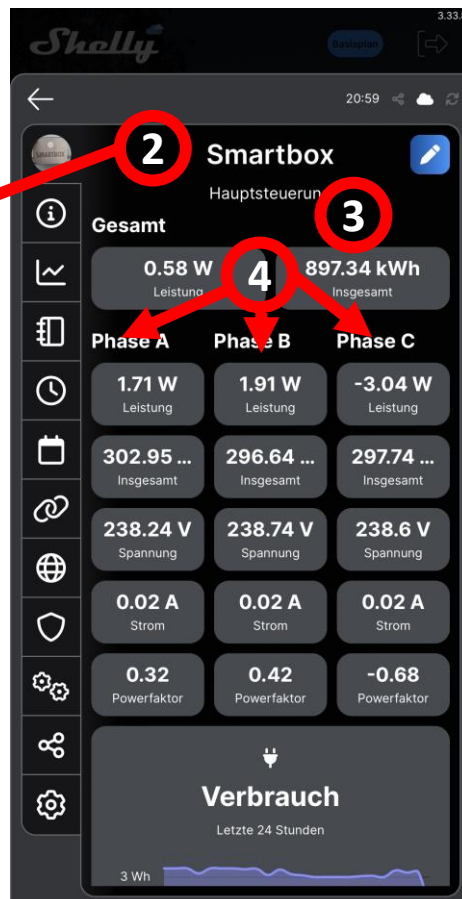 3.33.
Shelly
Basisplan
20:59
SMARTBOX
2
Smartbox
Hauptsteuerun
3
Gesamt
0.58 W 4 897.34 kWh
Leistung Insgesamt
Phase A Phase B Phase C
1.71 W 1.91 W -3.04 W
Leistung Leistung Leistung
302.95 ... 296.64 ... 297.74 ...
Insgesamt Insgesamt Insgesamt
238.24 V 238.74 V 238.6 V
Spannung Spannung Spannung
0.02 A 0.02 A 0.02 A
Strom Strom Strom
0.32 0.42 -0.68
Powerfaktor Powerfaktor Powerfaktor
Verbrauch
Letzte 24 Stunden
3 Wh